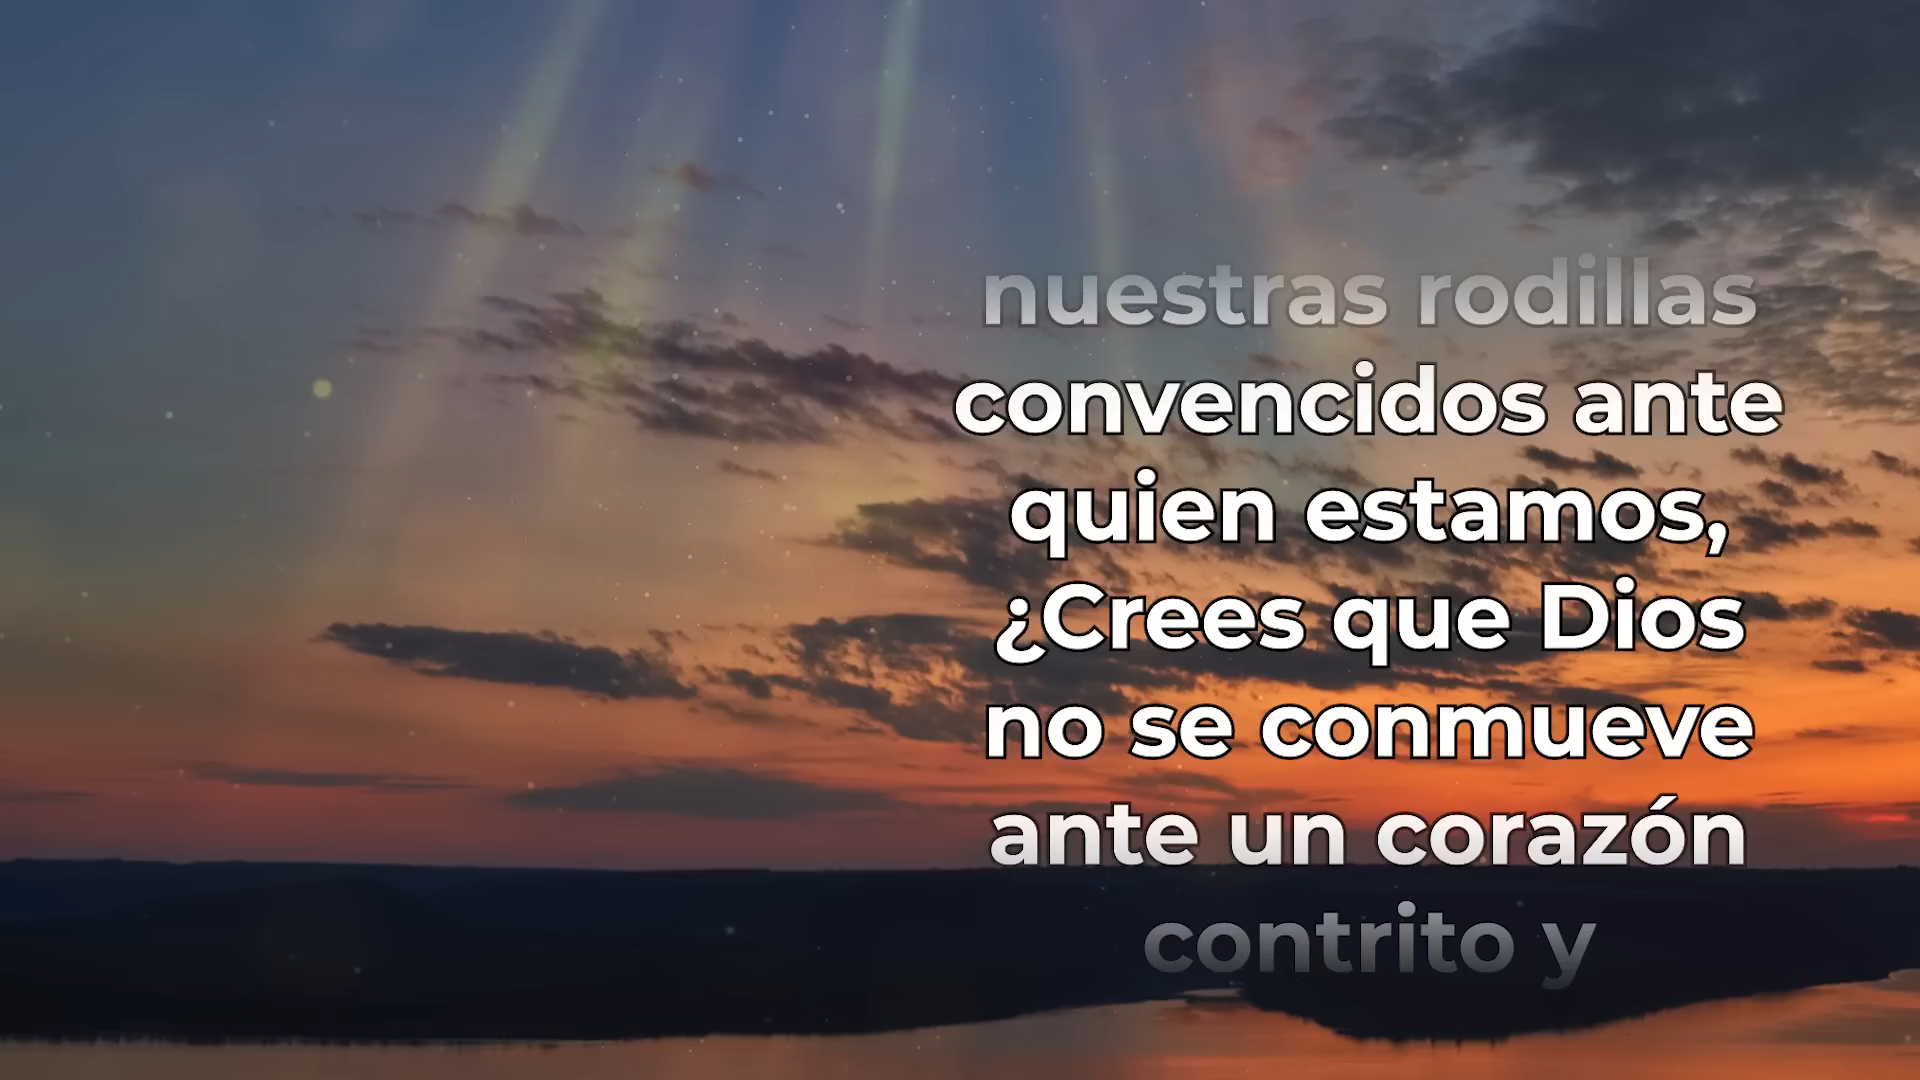 nuestras rodillas
convencidos ante
quien estamos,
¿Crees que Dios
no se conmueve
ante un corazón
contrito y